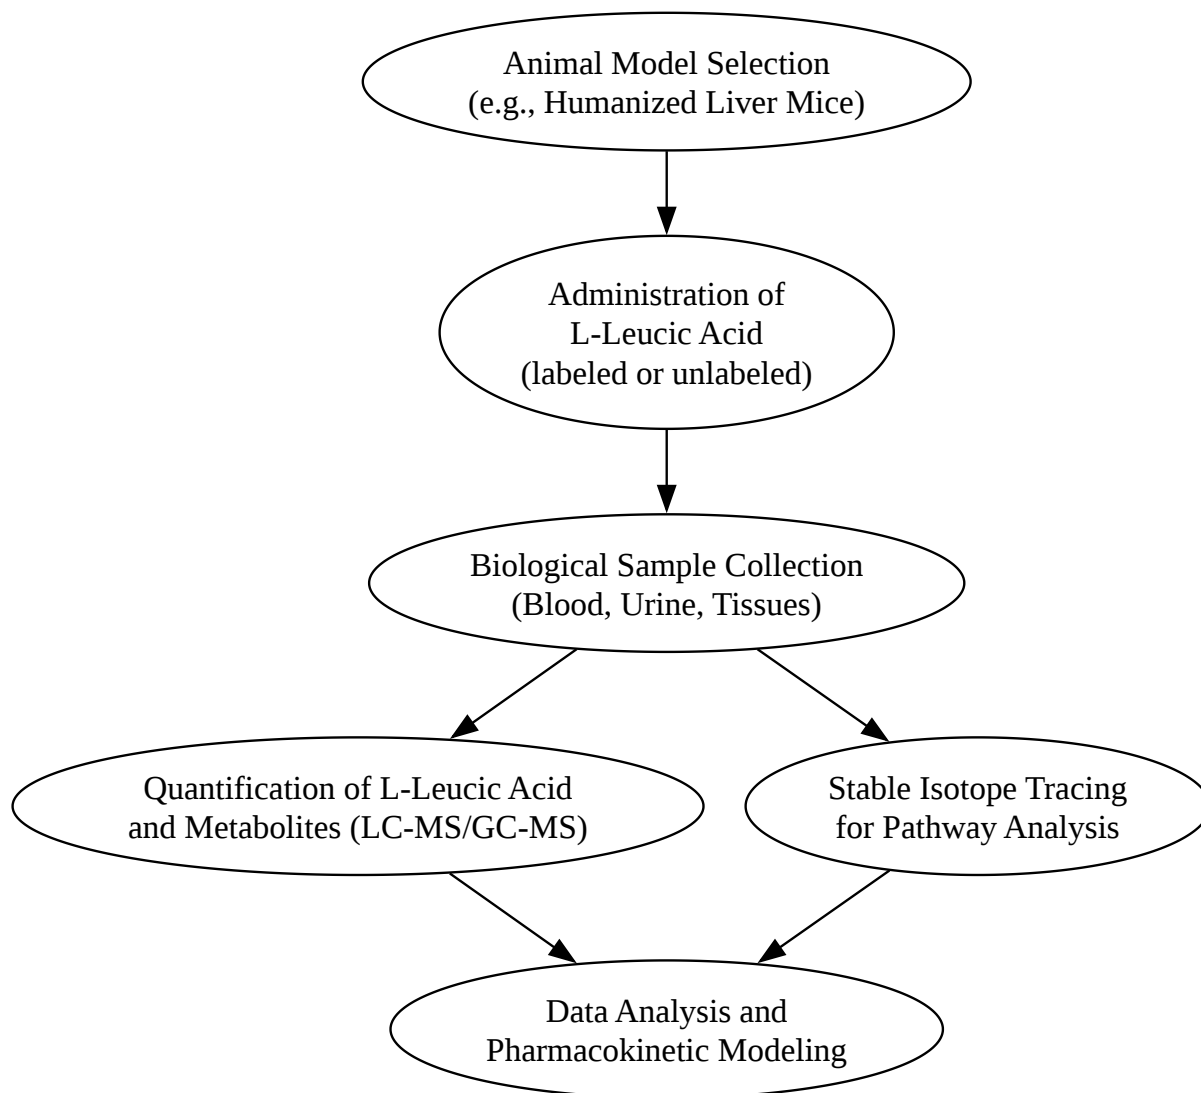 Animal Model Selection
(e.g., Humanized Liver Mice)
Administration of
L-Leucic Acid
(labeled or unlabeled)
Biological Sample Collection
(Blood, Urine, Tissues)
Quantification of L-Leucic Acid
and Metabolites (LC-MS/GC-MS)
Stable Isotope Tracing
for Pathway Analysis
Data Analysis and
Pharmacokinetic Modeling